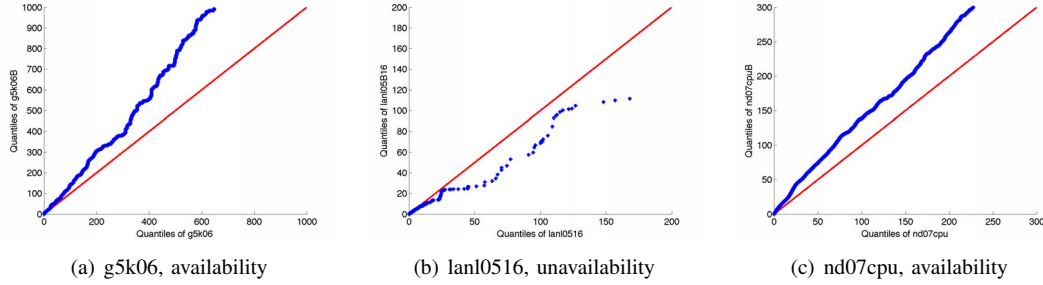 1000
900
800
700
600
500
400
300
200
100
0
Quantiles of g5k06B
0 200 400 600 800 1000
Quantiles of g5k06
(a) g5k06, availability
200
180
160
140
120
100
80
60
40
20
0
Quantiles of lanl05B16
0 50 100 150 200
Quantiles of lanl0516
(b) lanl0516, unavailability
300
250
200
150
100
50
0
Quantiles of nd07cpuB
0 50 100 150 200 250 300
Quantiles of nd07cpu
(c) nd07cpu, availability